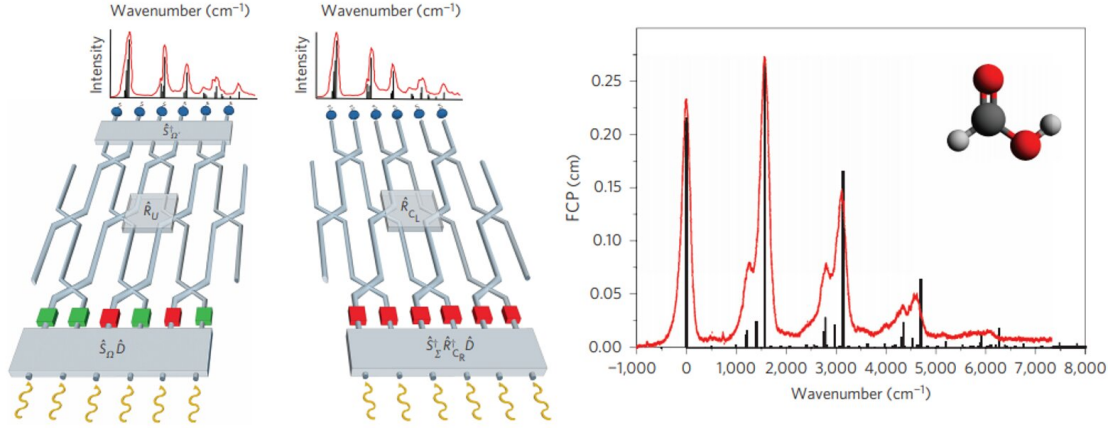 Wavenumber (cm⁻¹)
Intensity
Ŝ†Ω′
R̂U
ŜΩ D̂
Wavenumber (cm⁻¹)
Intensity
R̂CL
Ŝ†Σ R̂†CR D̂
FCP (cm)
0.25
0.20
0.15
0.10
0.05
0.00
−1,000 0 1,000 2,000 3,000 4,000 5,000 6,000 7,000 8,000
Wavenumber (cm⁻¹)